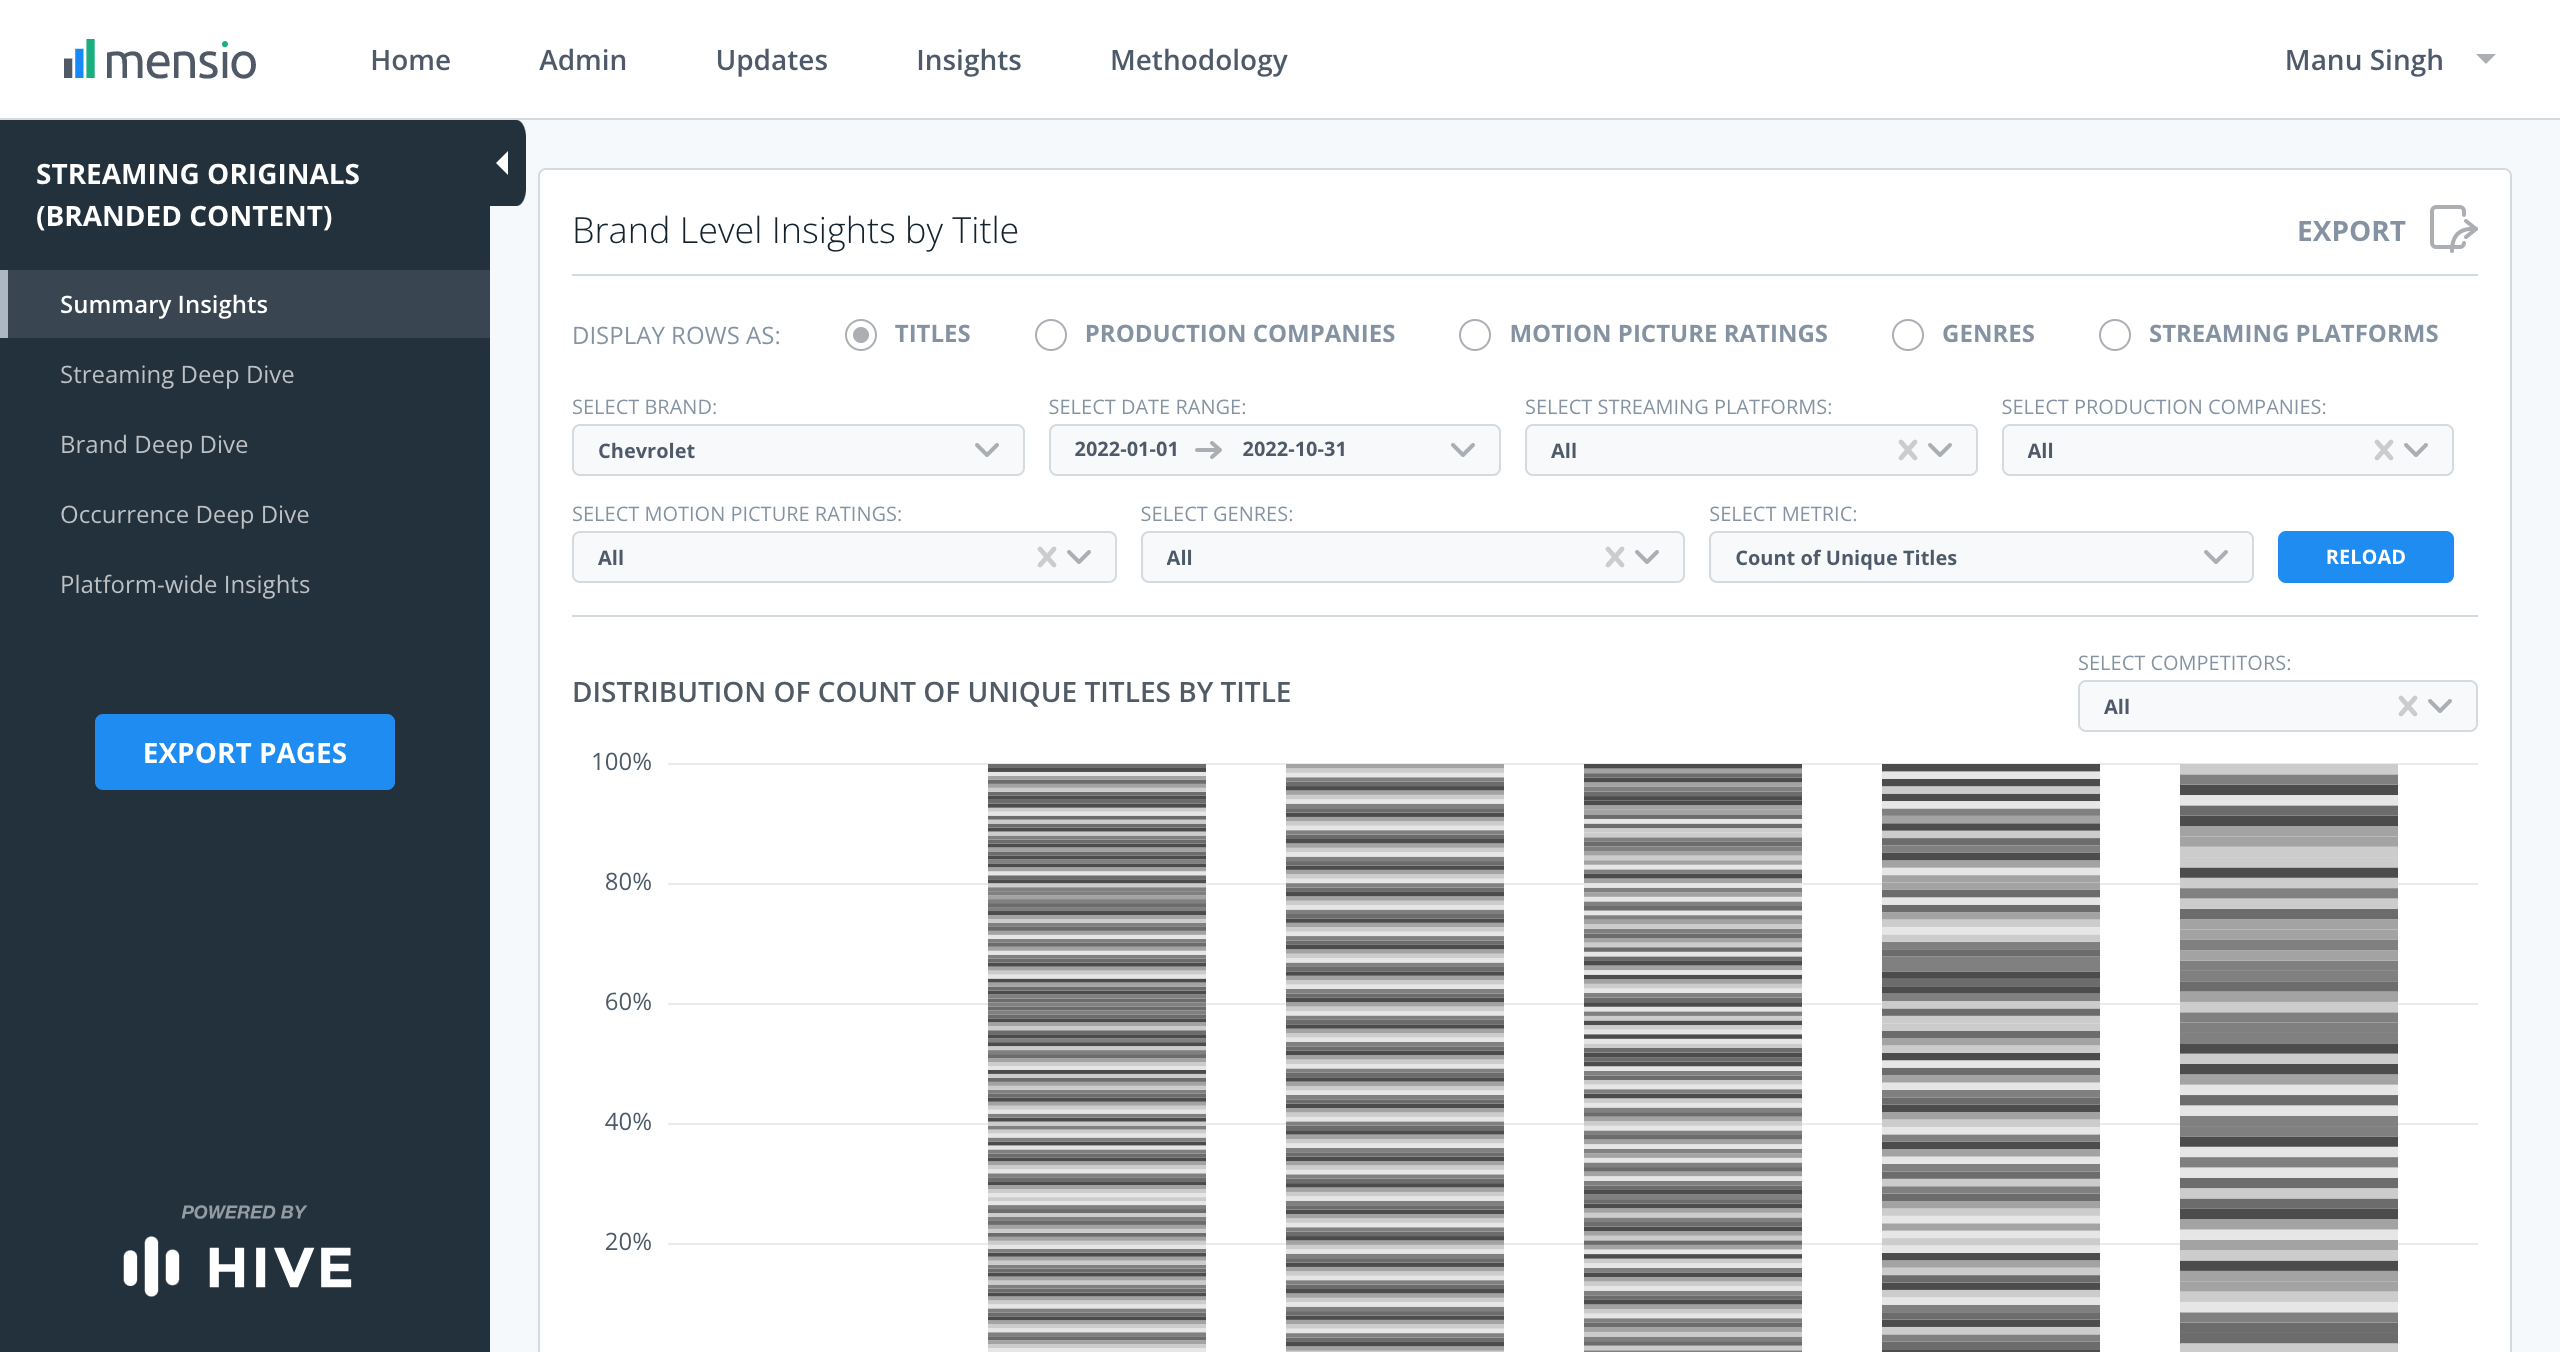 mensio
Home
Admin
Updates
Insights
Methodology
Manu Singh
STREAMING ORIGINALS
(BRANDED CONTENT)
Summary Insights
Streaming Deep Dive
Brand Deep Dive
Occurrence Deep Dive
Platform-wide Insights
EXPORT PAGES
POWERED BY
HIVE
Brand Level Insights by Title
EXPORT
DISPLAY ROWS AS:
TITLES
PRODUCTION COMPANIES
MOTION PICTURE RATINGS
GENRES
STREAMING PLATFORMS
SELECT BRAND:
Chevrolet
SELECT DATE RANGE:
2022-01-01 → 2022-10-31
SELECT STREAMING PLATFORMS:
All
SELECT PRODUCTION COMPANIES:
All
SELECT MOTION PICTURE RATINGS:
All
SELECT GENRES:
All
SELECT METRIC:
Count of Unique Titles
RELOAD
DISTRIBUTION OF COUNT OF UNIQUE TITLES BY TITLE
SELECT COMPETITORS:
All
100%
80%
60%
40%
20%